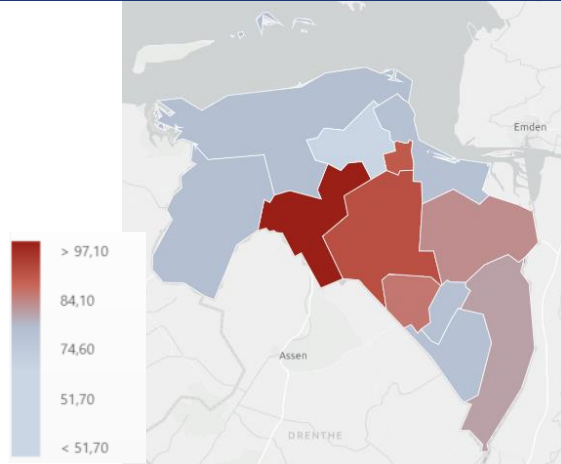 Emden
> 97,10
84,10
74,60
51,70
< 51,70
Assen
DRENTHE